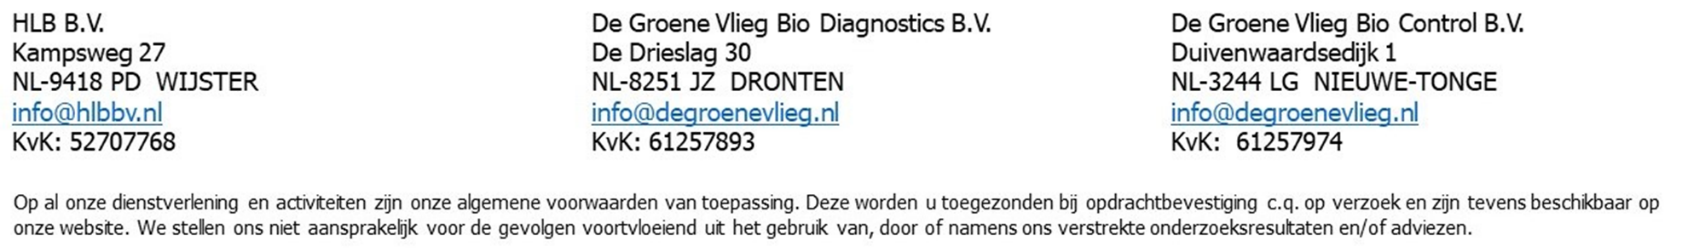 HLB B.V.
Kampsweg 27
NL-9418 PD WIJSTER
info@hlbbv.nl
KvK: 52707768
De Groene Vlieg Bio Diagnostics B.V.
De Drieslag 30
NL-8251 JZ DRONTEN
info@degroenevlieg.nl
KvK: 61257893
De Groene Vlieg Bio Control B.V.
Duivenwaardsedijk 1
NL-3244 LG NIEUWE-TONGE
info@degroenevlieg.nl
KvK: 61257974
Op al onze dienstverlening en activiteiten zijn onze algemene voorwaarden van toepassing. Deze worden u toegezonden bij opdrachtbevestiging c.q. op verzoek en zijn tevens beschikbaar op
onze website. We stellen ons niet aansprakelijk voor de gevolgen voortvloeiend uit het gebruik van, door of namens ons verstrekte onderzoeksresultaten en/of adviezen.